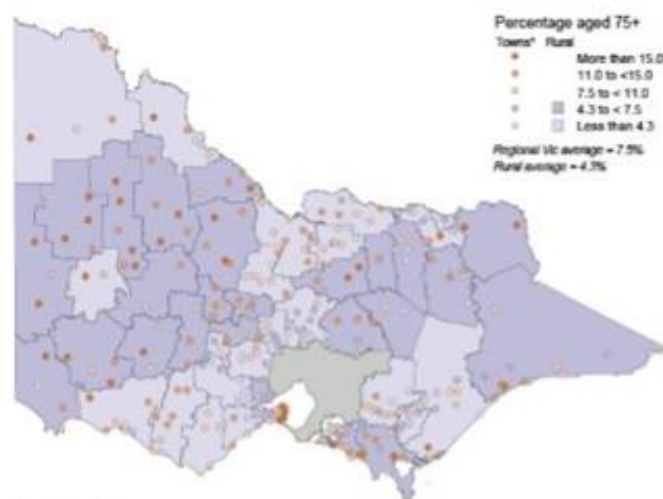 Percentage aged 75+
Towns* Rural
More than 15.0
11.0 to <15.0
7.5 to < 11.0
4.3 to < 7.5
Less than 4.3
Regional Vic average = 7.5%
Rural average = 4.3%